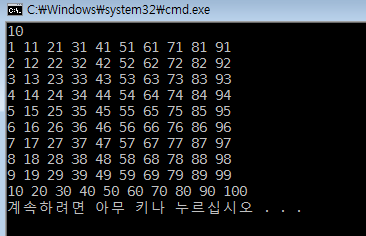 C:₩Windows₩system32₩cmd.exe
10
1 11 21 31 41 51 61 71 81 91
2 12 22 32 42 52 62 72 82 92
3 13 23 33 43 53 63 73 83 93
4 14 24 34 44 54 64 74 84 94
5 15 25 35 45 55 65 75 85 95
6 16 26 36 46 56 66 76 86 96
7 17 27 37 47 57 67 77 87 97
8 18 28 38 48 58 68 78 88 98
9 19 29 39 49 59 69 79 89 99
10 20 30 40 50 60 70 80 90 100
계속하려면 아무 키나 누르십시오 . . .